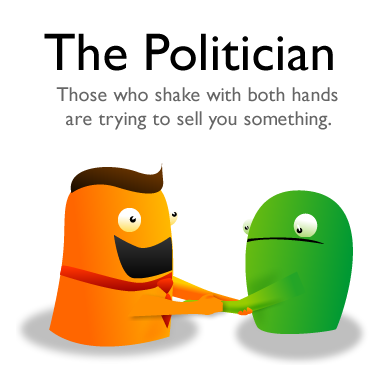 The Politician
Those who shake with both hands
are trying to sell you something.